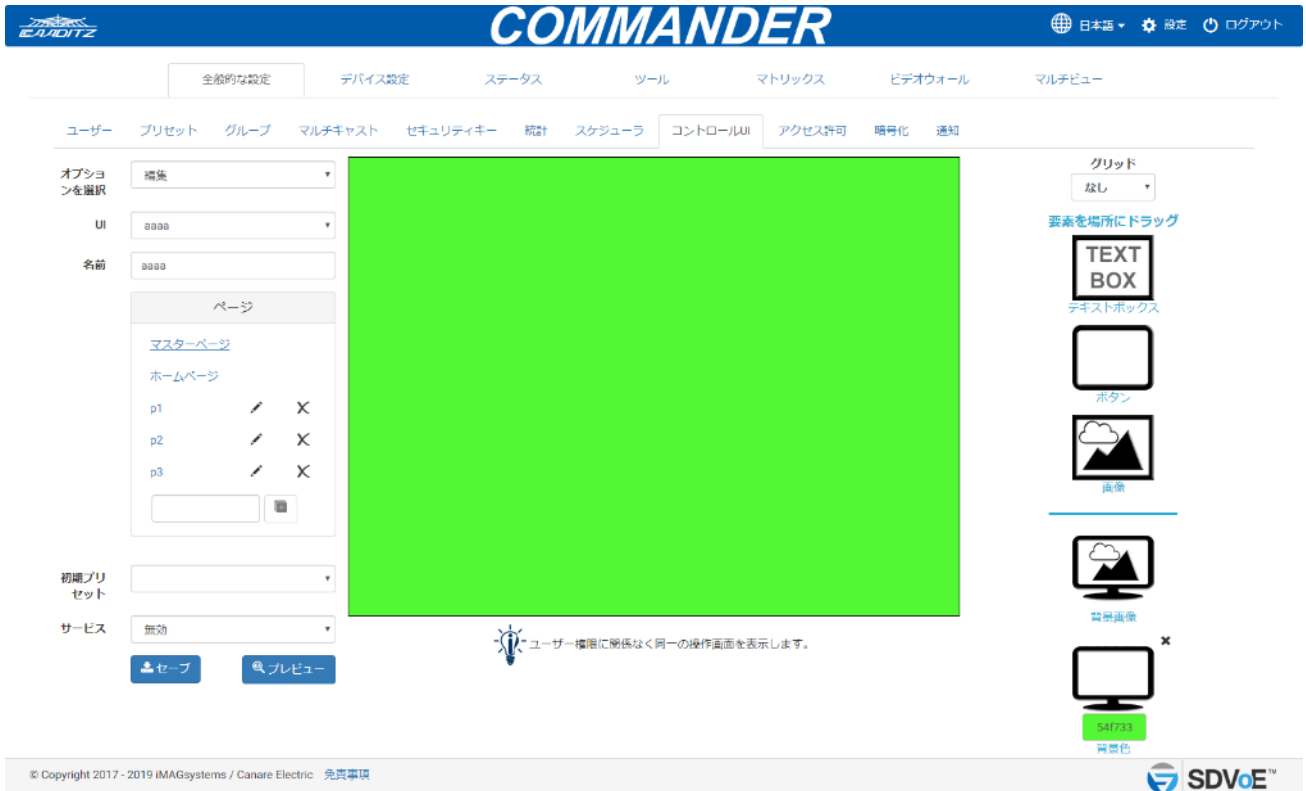 CANDITZ
COMMANDER
日本語 設定 ログアウト
全般的な設定 デバイス設定 ステータス ツール マトリックス ビデオウォール マルチビュー
ユーザー プリセット グループ マルチキャスト セキュリティキー 統計 スケジューラ コントロールUI アクセス許可 暗号化 通知
オプショ
ンを選択
編集
UI
aaaa
名前
aaaa
ページ
マスターページ
ホームページ
p1
p2
p3
初期プリ
セット
サービス
無効
セーブ プレビュー
ユーザー権限に関係なく同一の操作画面を表示します。
グリッド
なし
要素を場所にドラッグ
TEXT
BOX
テキストボックス
ボタン
画像
背景画像
54f733
背景色
© Copyright 2017 - 2019 iMAGsystems / Canare Electric 免責事項
SDVoE™